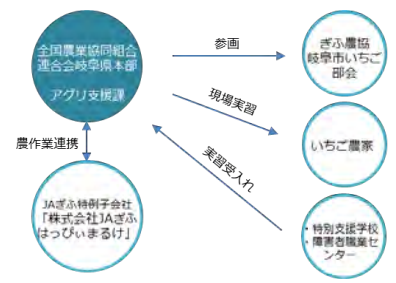 全国農業協同組合
連合会岐阜県本部
アグリ支援課
参画
ぎふ農協
岐阜市いちご
部会
現場実習
いちご農家
農作業連携
実習受入れ
JAぎふ特例子会社
「株式会社JAぎふ
はっぴぃまるけ」
・特別支援学校
・障害者職業セ
ンター